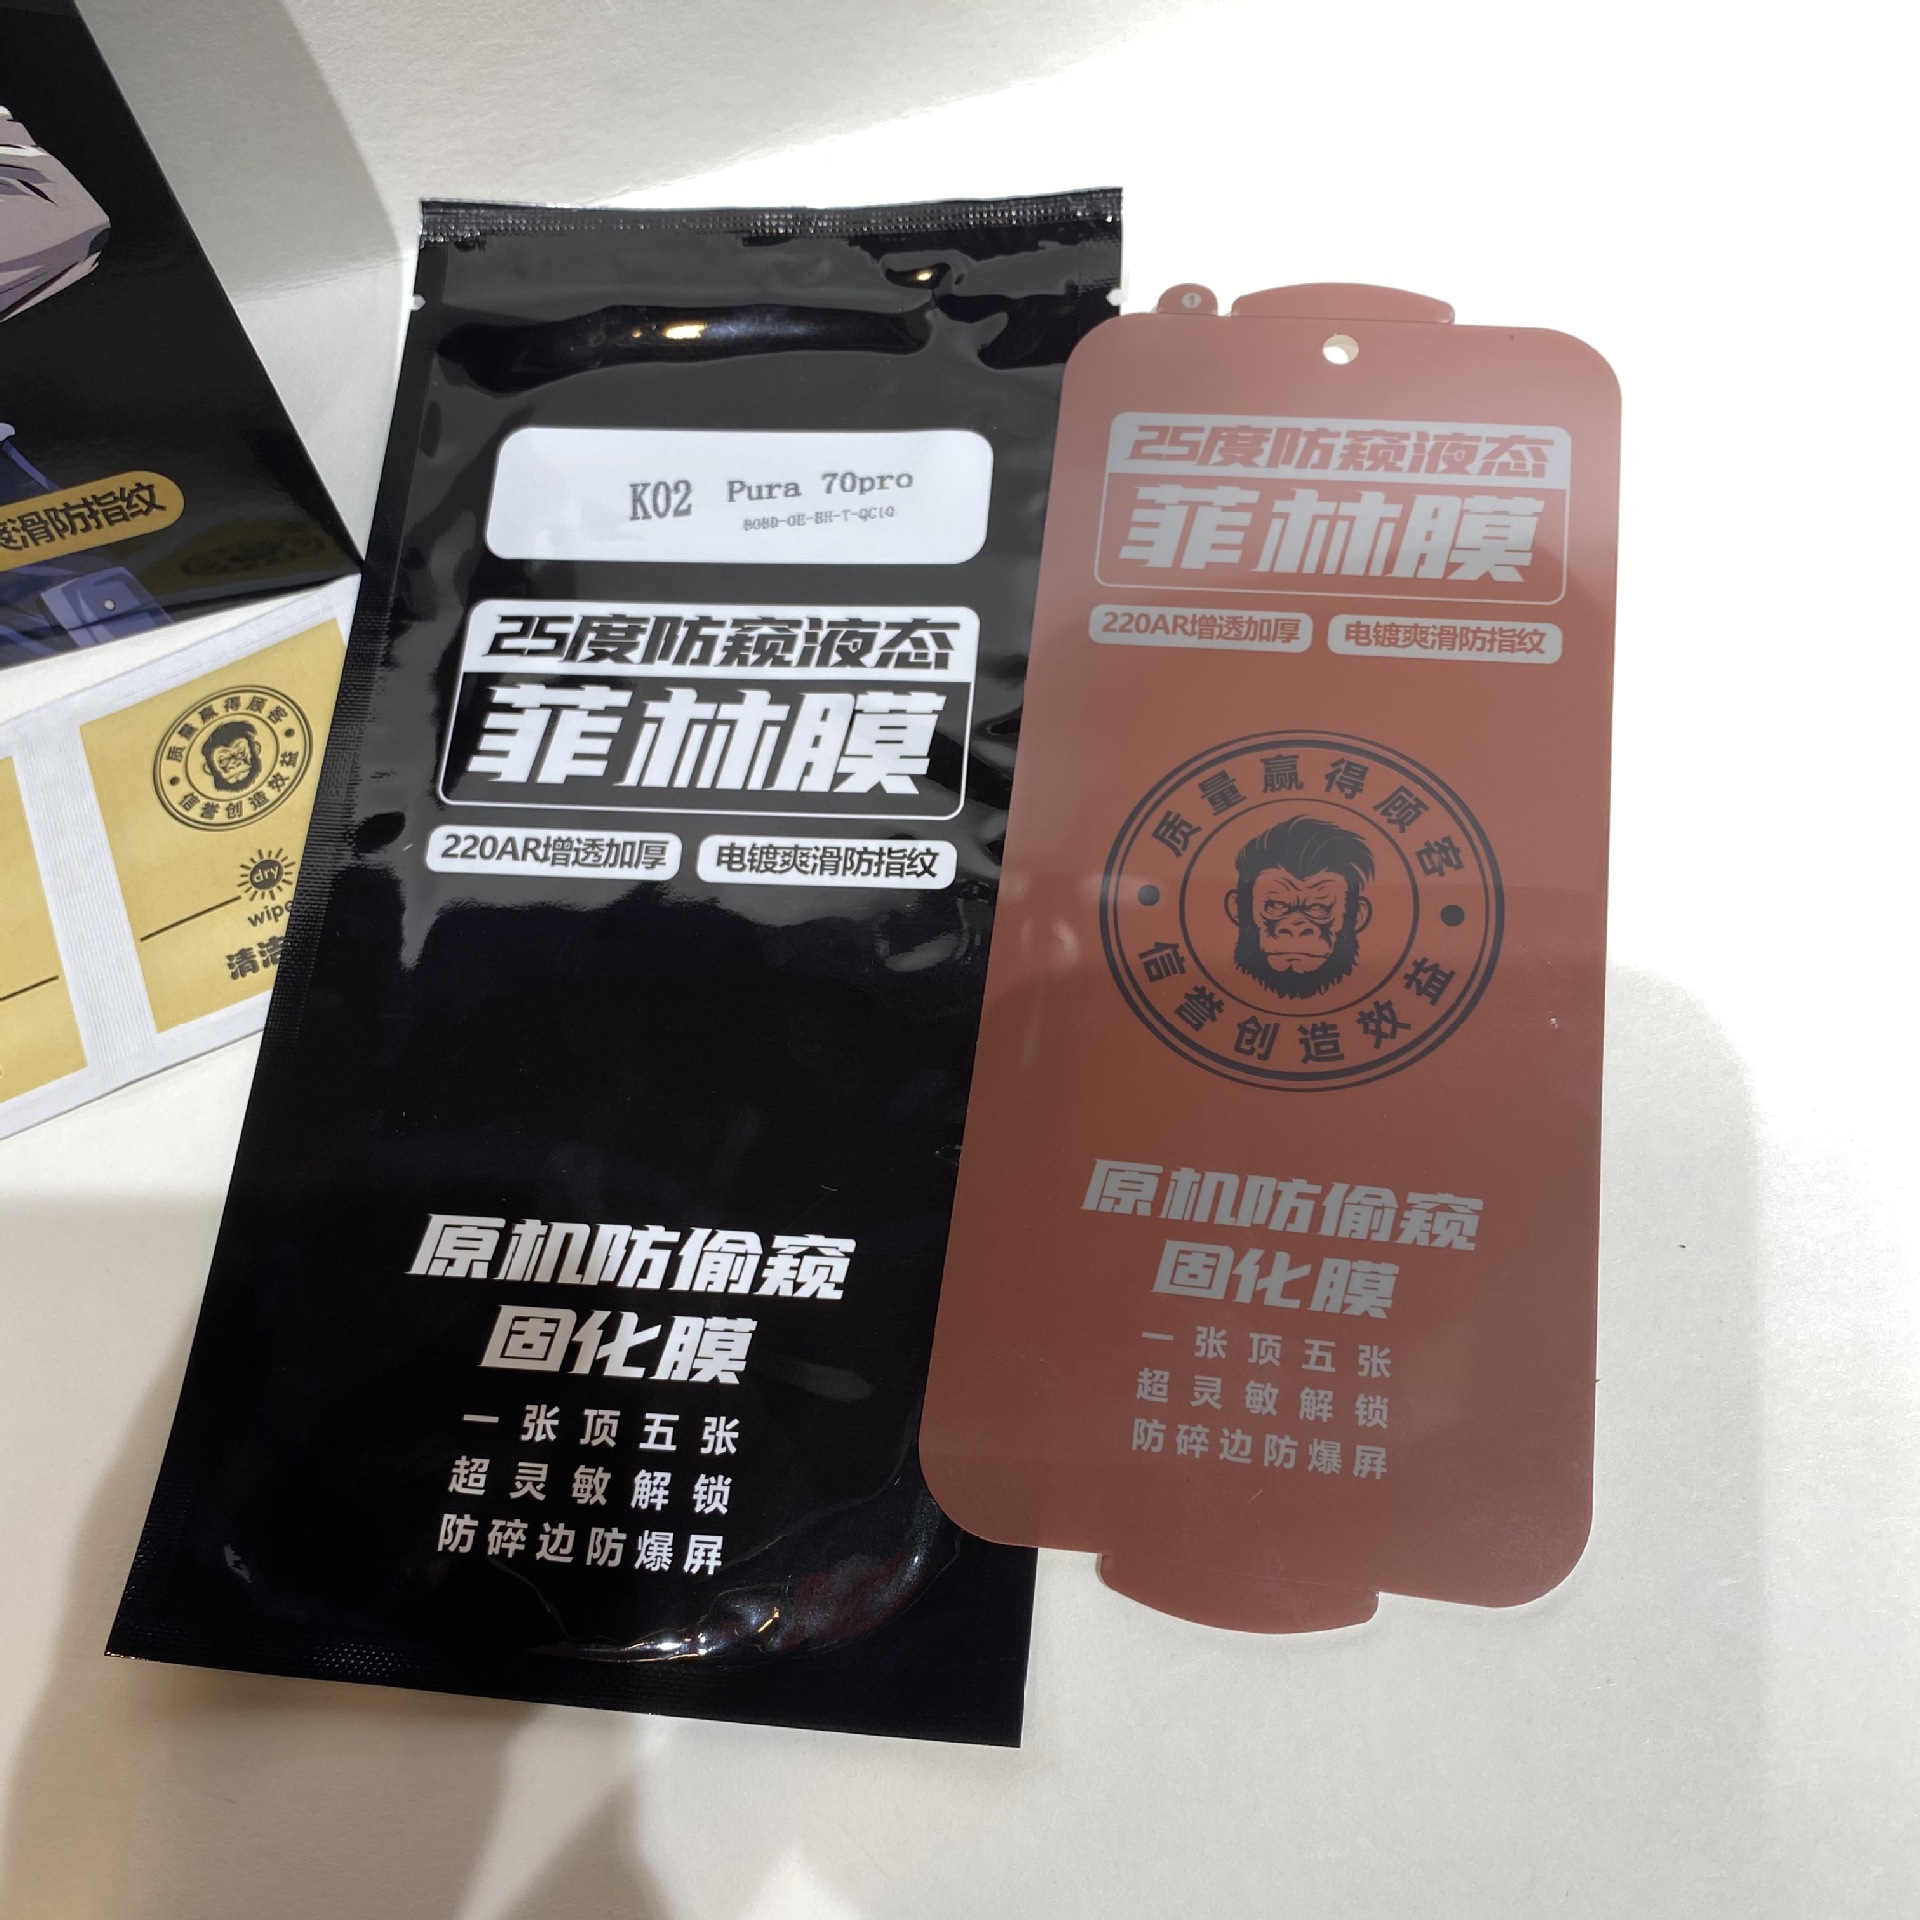 爽滑防指纹
质量赢得顾客
信誉创造效益
dry
wipe
清洁
K02 Pura 70pro
25度防窥液态
菲林膜
220AR增透加厚 电镀爽滑防指纹
原机防偷窥
固化膜
一张顶五张
超灵敏解锁
防碎边防爆屏
1
25度防窥液态
菲林膜
220AR增透加厚 电镀爽滑防指纹
质量赢得顾客
信誉创造效益
原机防偷窥
固化膜
一张顶五张
超灵敏解锁
防碎边防爆屏